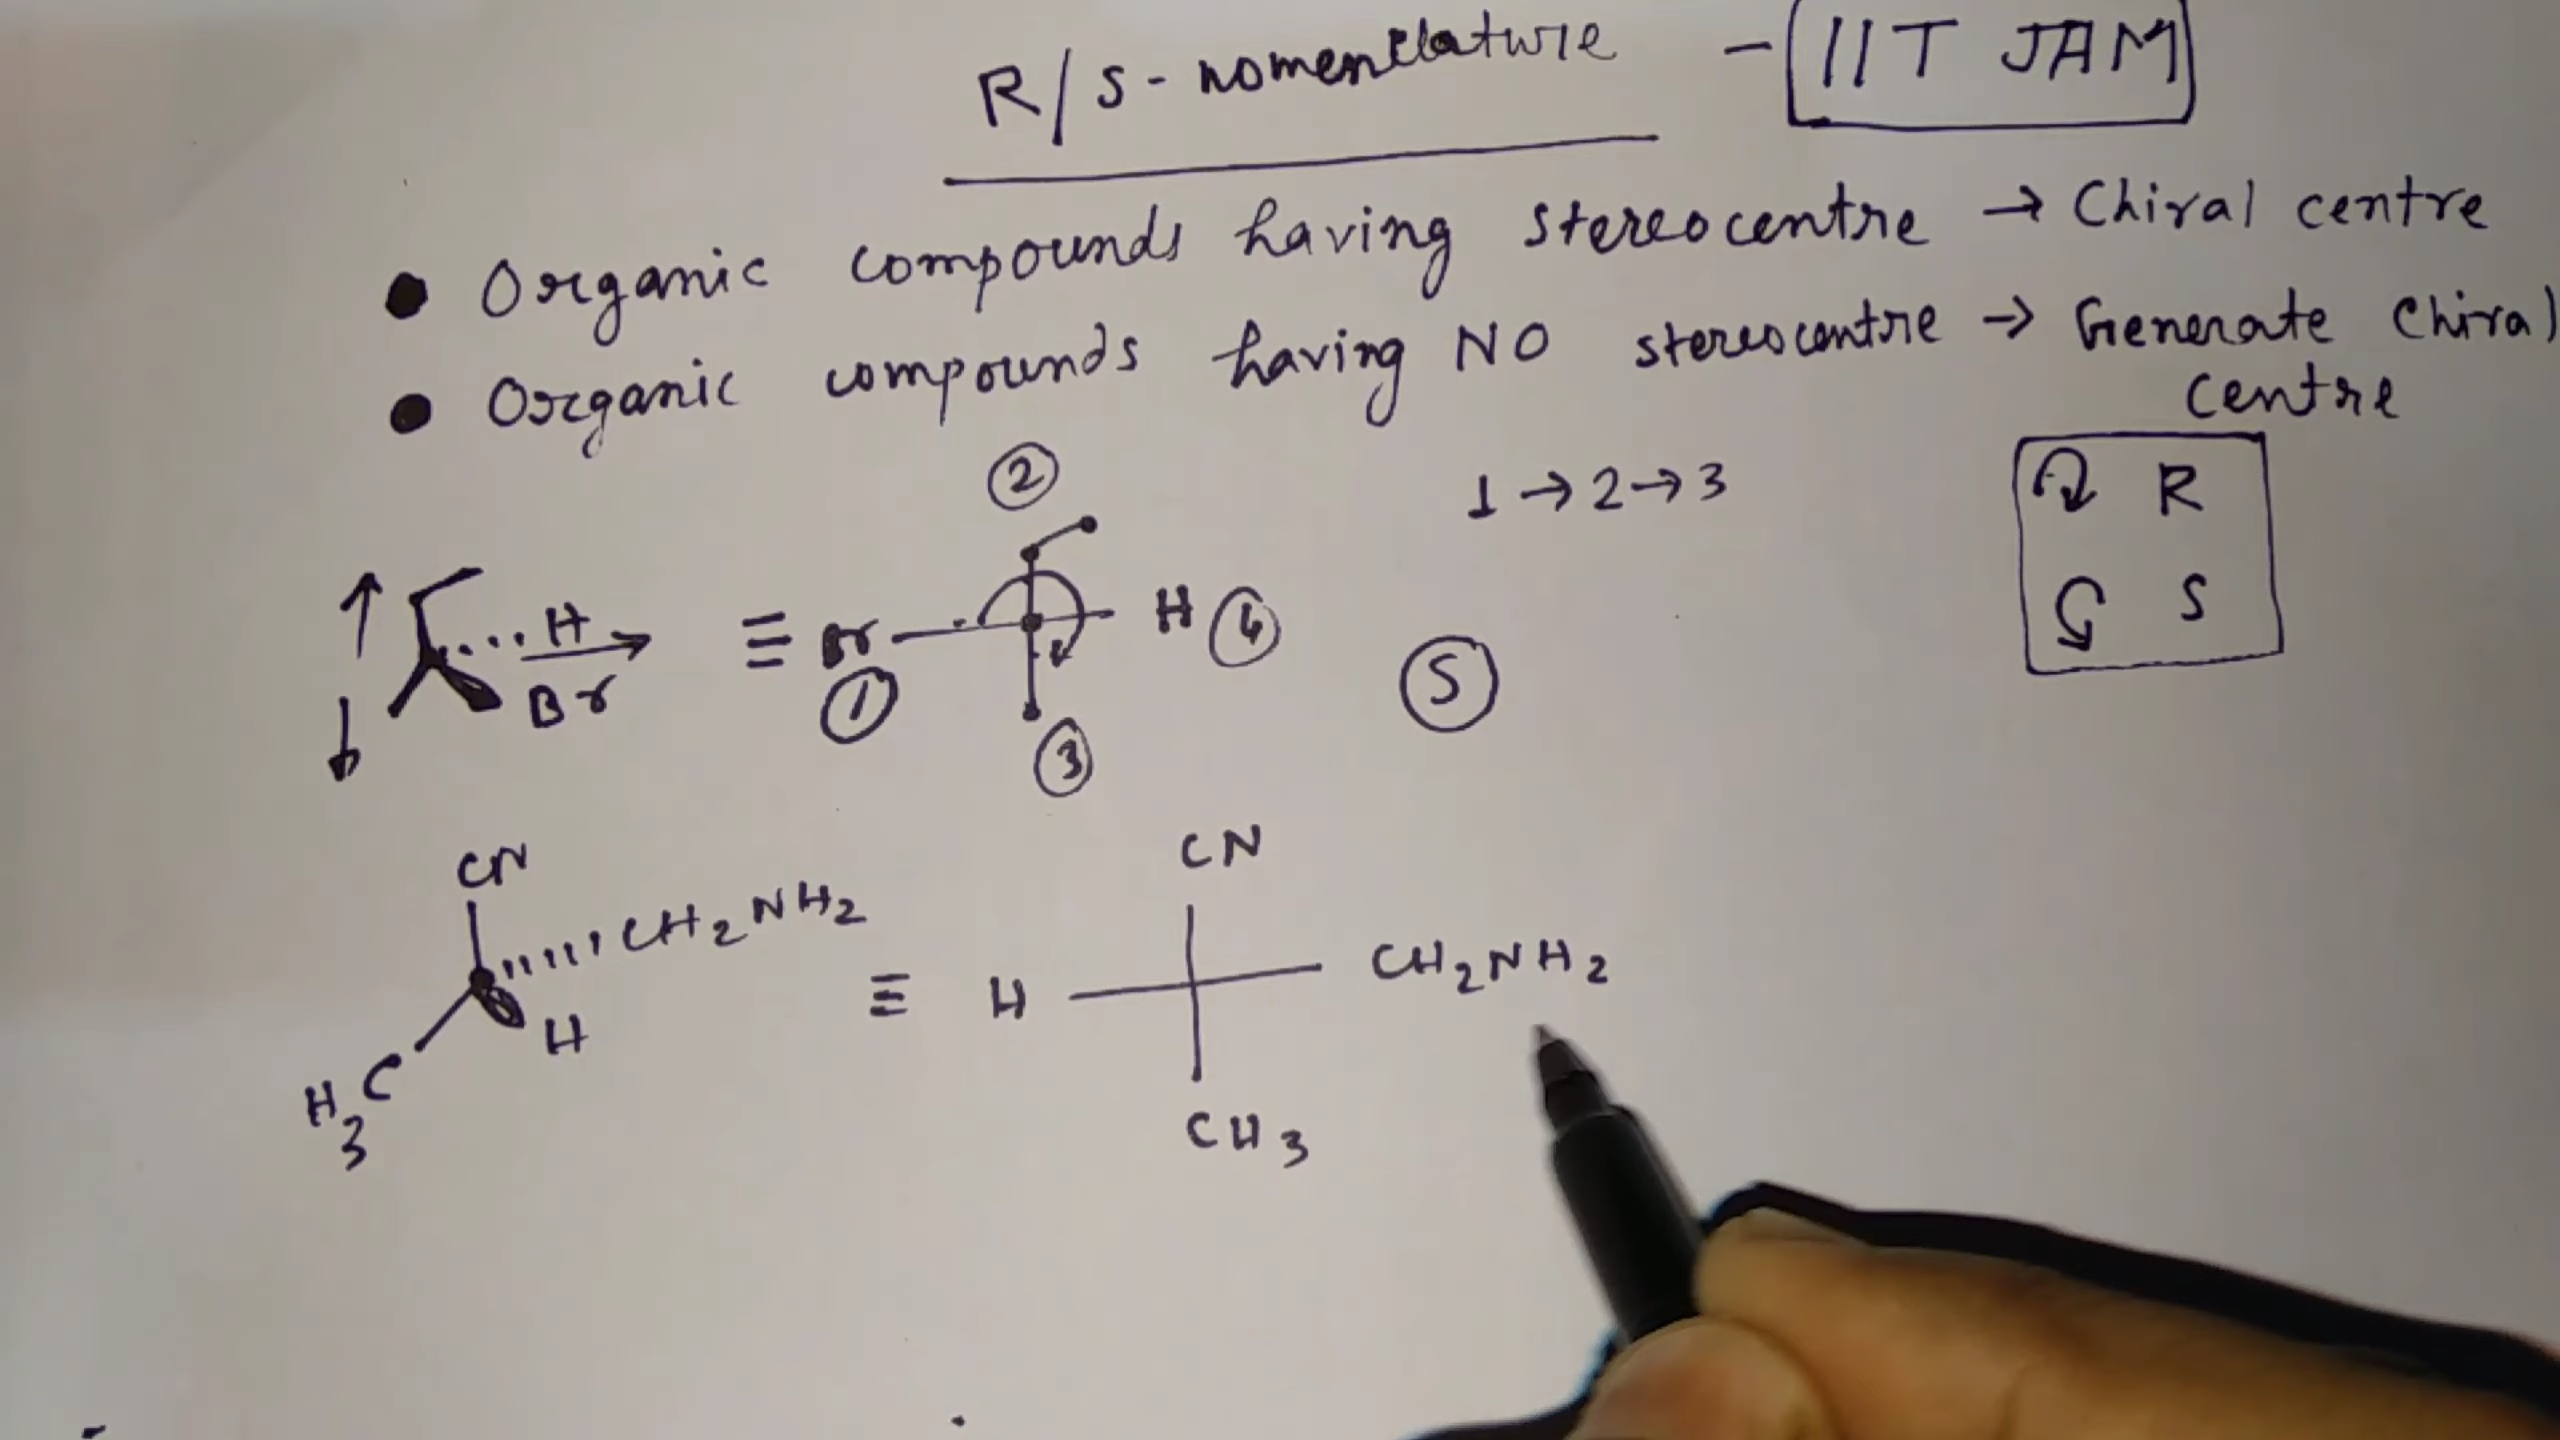 R/S - nomenclature - IIT JAM
● Organic compounds having stereocentre → Chiral centre
● Organic compounds having NO stereocentre → Generate Chiral
centre
② 1 → 2 → 3 R
H ≡ Br H ④ S
Br ① Ⓢ
③
CN CN
CH2NH2 ≡ H CH2NH2
H
H3C CH3